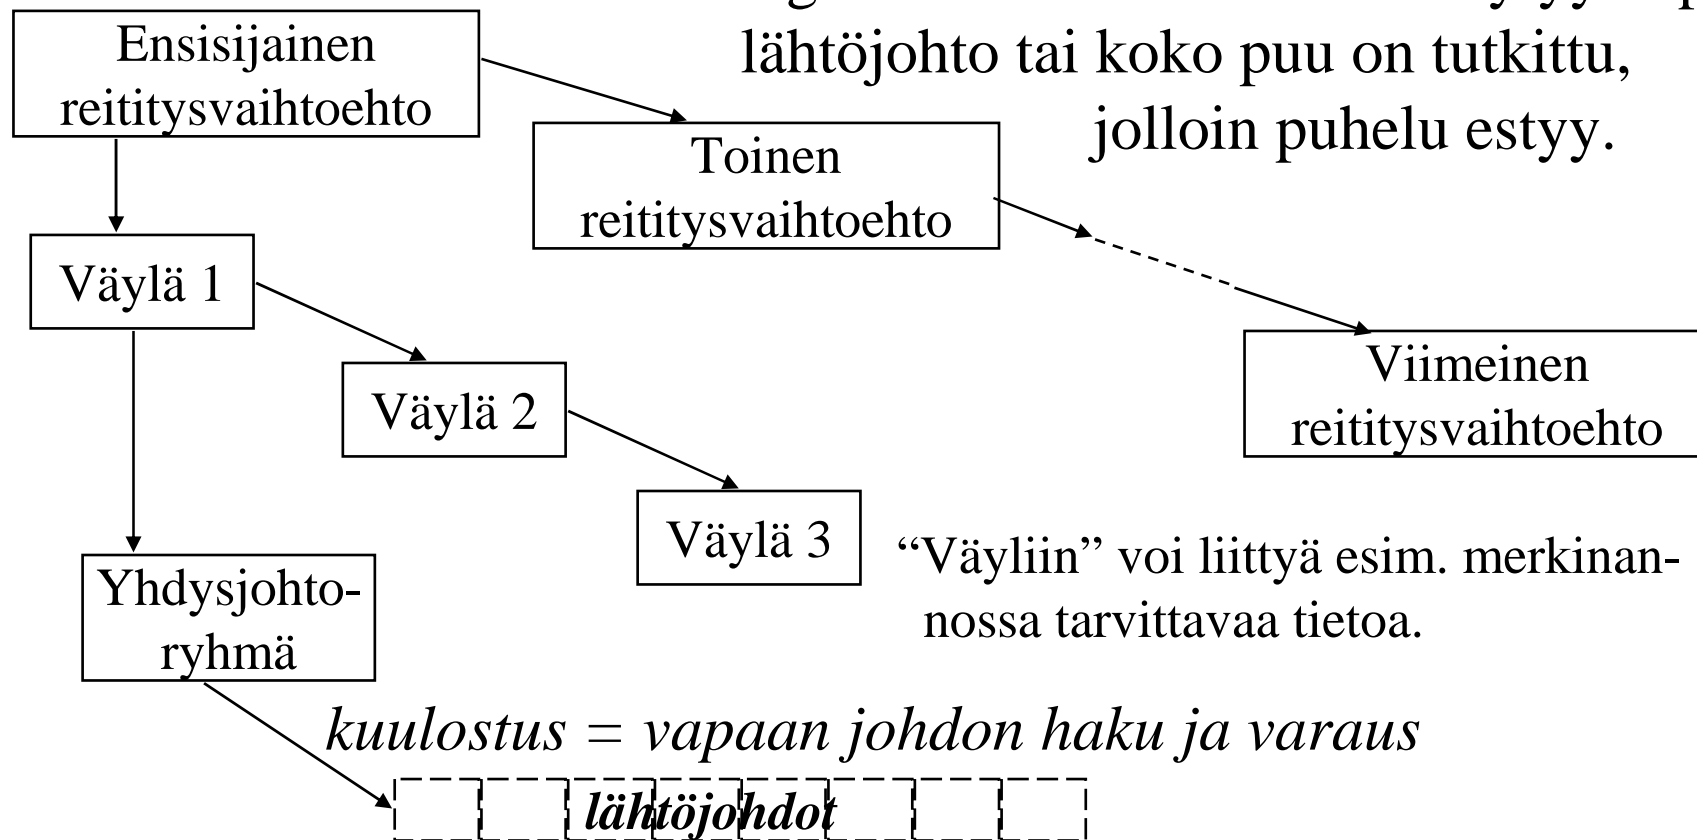 Ensisijainen
reititysvaihtoehto
lähtöjohto tai koko puu on tutkittu,
jolloin puhelu estyy.
Toinen
reititysvaihtoehto
Väylä 1
Viimeinen
reititysvaihtoehto
Väylä 2
Väylä 3
“Väyliin” voi liittyä esim. merkinan-
nossa tarvittavaa tietoa.
Yhdysjohto-
ryhmä
kuulostus = vapaan johdon haku ja varaus
lähtöjohdot